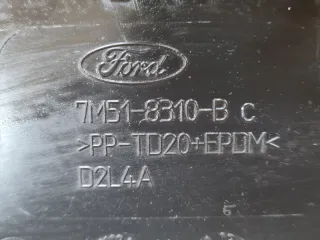 Ford
7M51-8310-B C
>PP-TD20+EPDM<
D2L4A